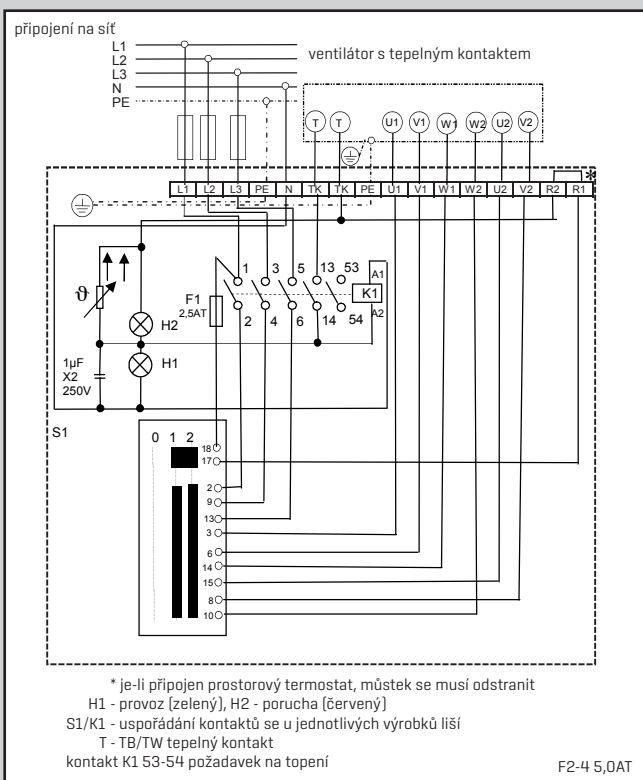 připojení na síť
L1
L2
L3
N
PE
ventilátor s tepelným kontaktem
T T U1 V1 W1 W2 U2 V2
L1 L2 L3 PE N TK TK PE U1 V1 W1 W2 U2 V2 R2 R1 *
1 3 5 13 53 A1
ϑ F1 K1
2,5AT A2
H2 2 4 6 14 54
1µF H1
X2
250V
S1
0 1 2
18
17
2
9
13
3
6
14
15
8
10
* je-li připojen prostorový termostat, můstek se musí odstranit
H1 - provoz (zelený), H2 - porucha (červený)
S1/K1 - uspořádání kontaktů se u jednotlivých výrobků liší
T - TB/TW tepelný kontakt
kontakt K1 53-54 požadavek na topení
F2-4 5,0AT